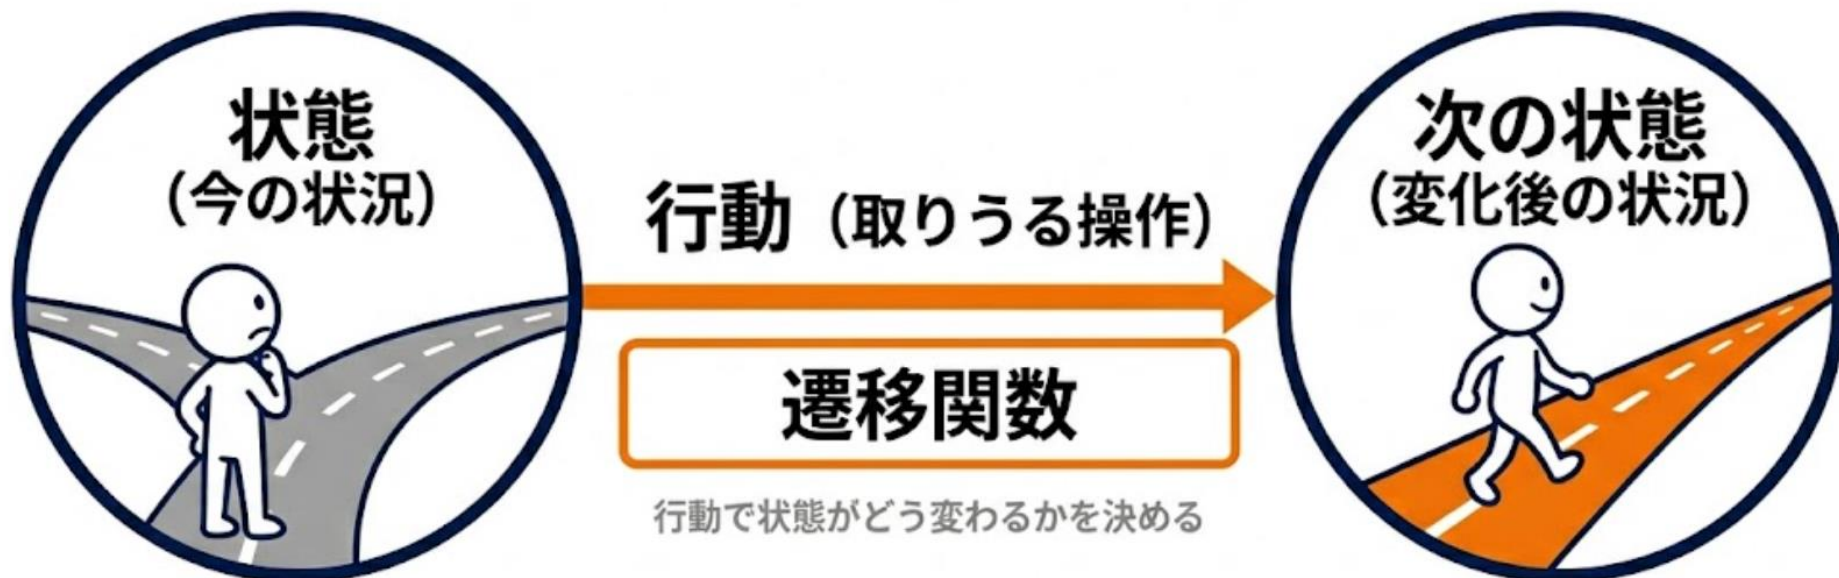 状態
（今の状況）
行動（取りうる操作）
遷移関数
行動で状態がどう変わるかを決める
次の状態
（変化後の状況）